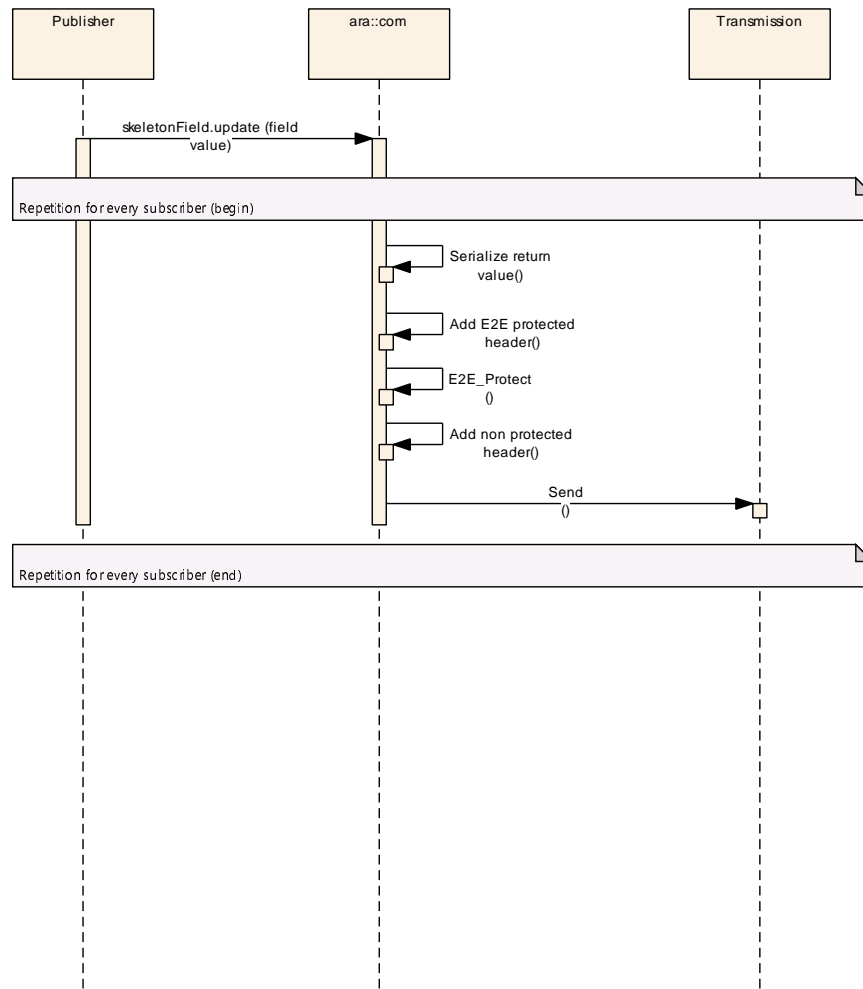 Publisher
ara::com
Transmission
skeletonField.update (field
value)
Repetition for every subscriber (begin)
Serialize return
value()
Add E2E protected
header()
E2E_Protect
()
Add non protected
header()
Send
()
Repetition for every subscriber (end)